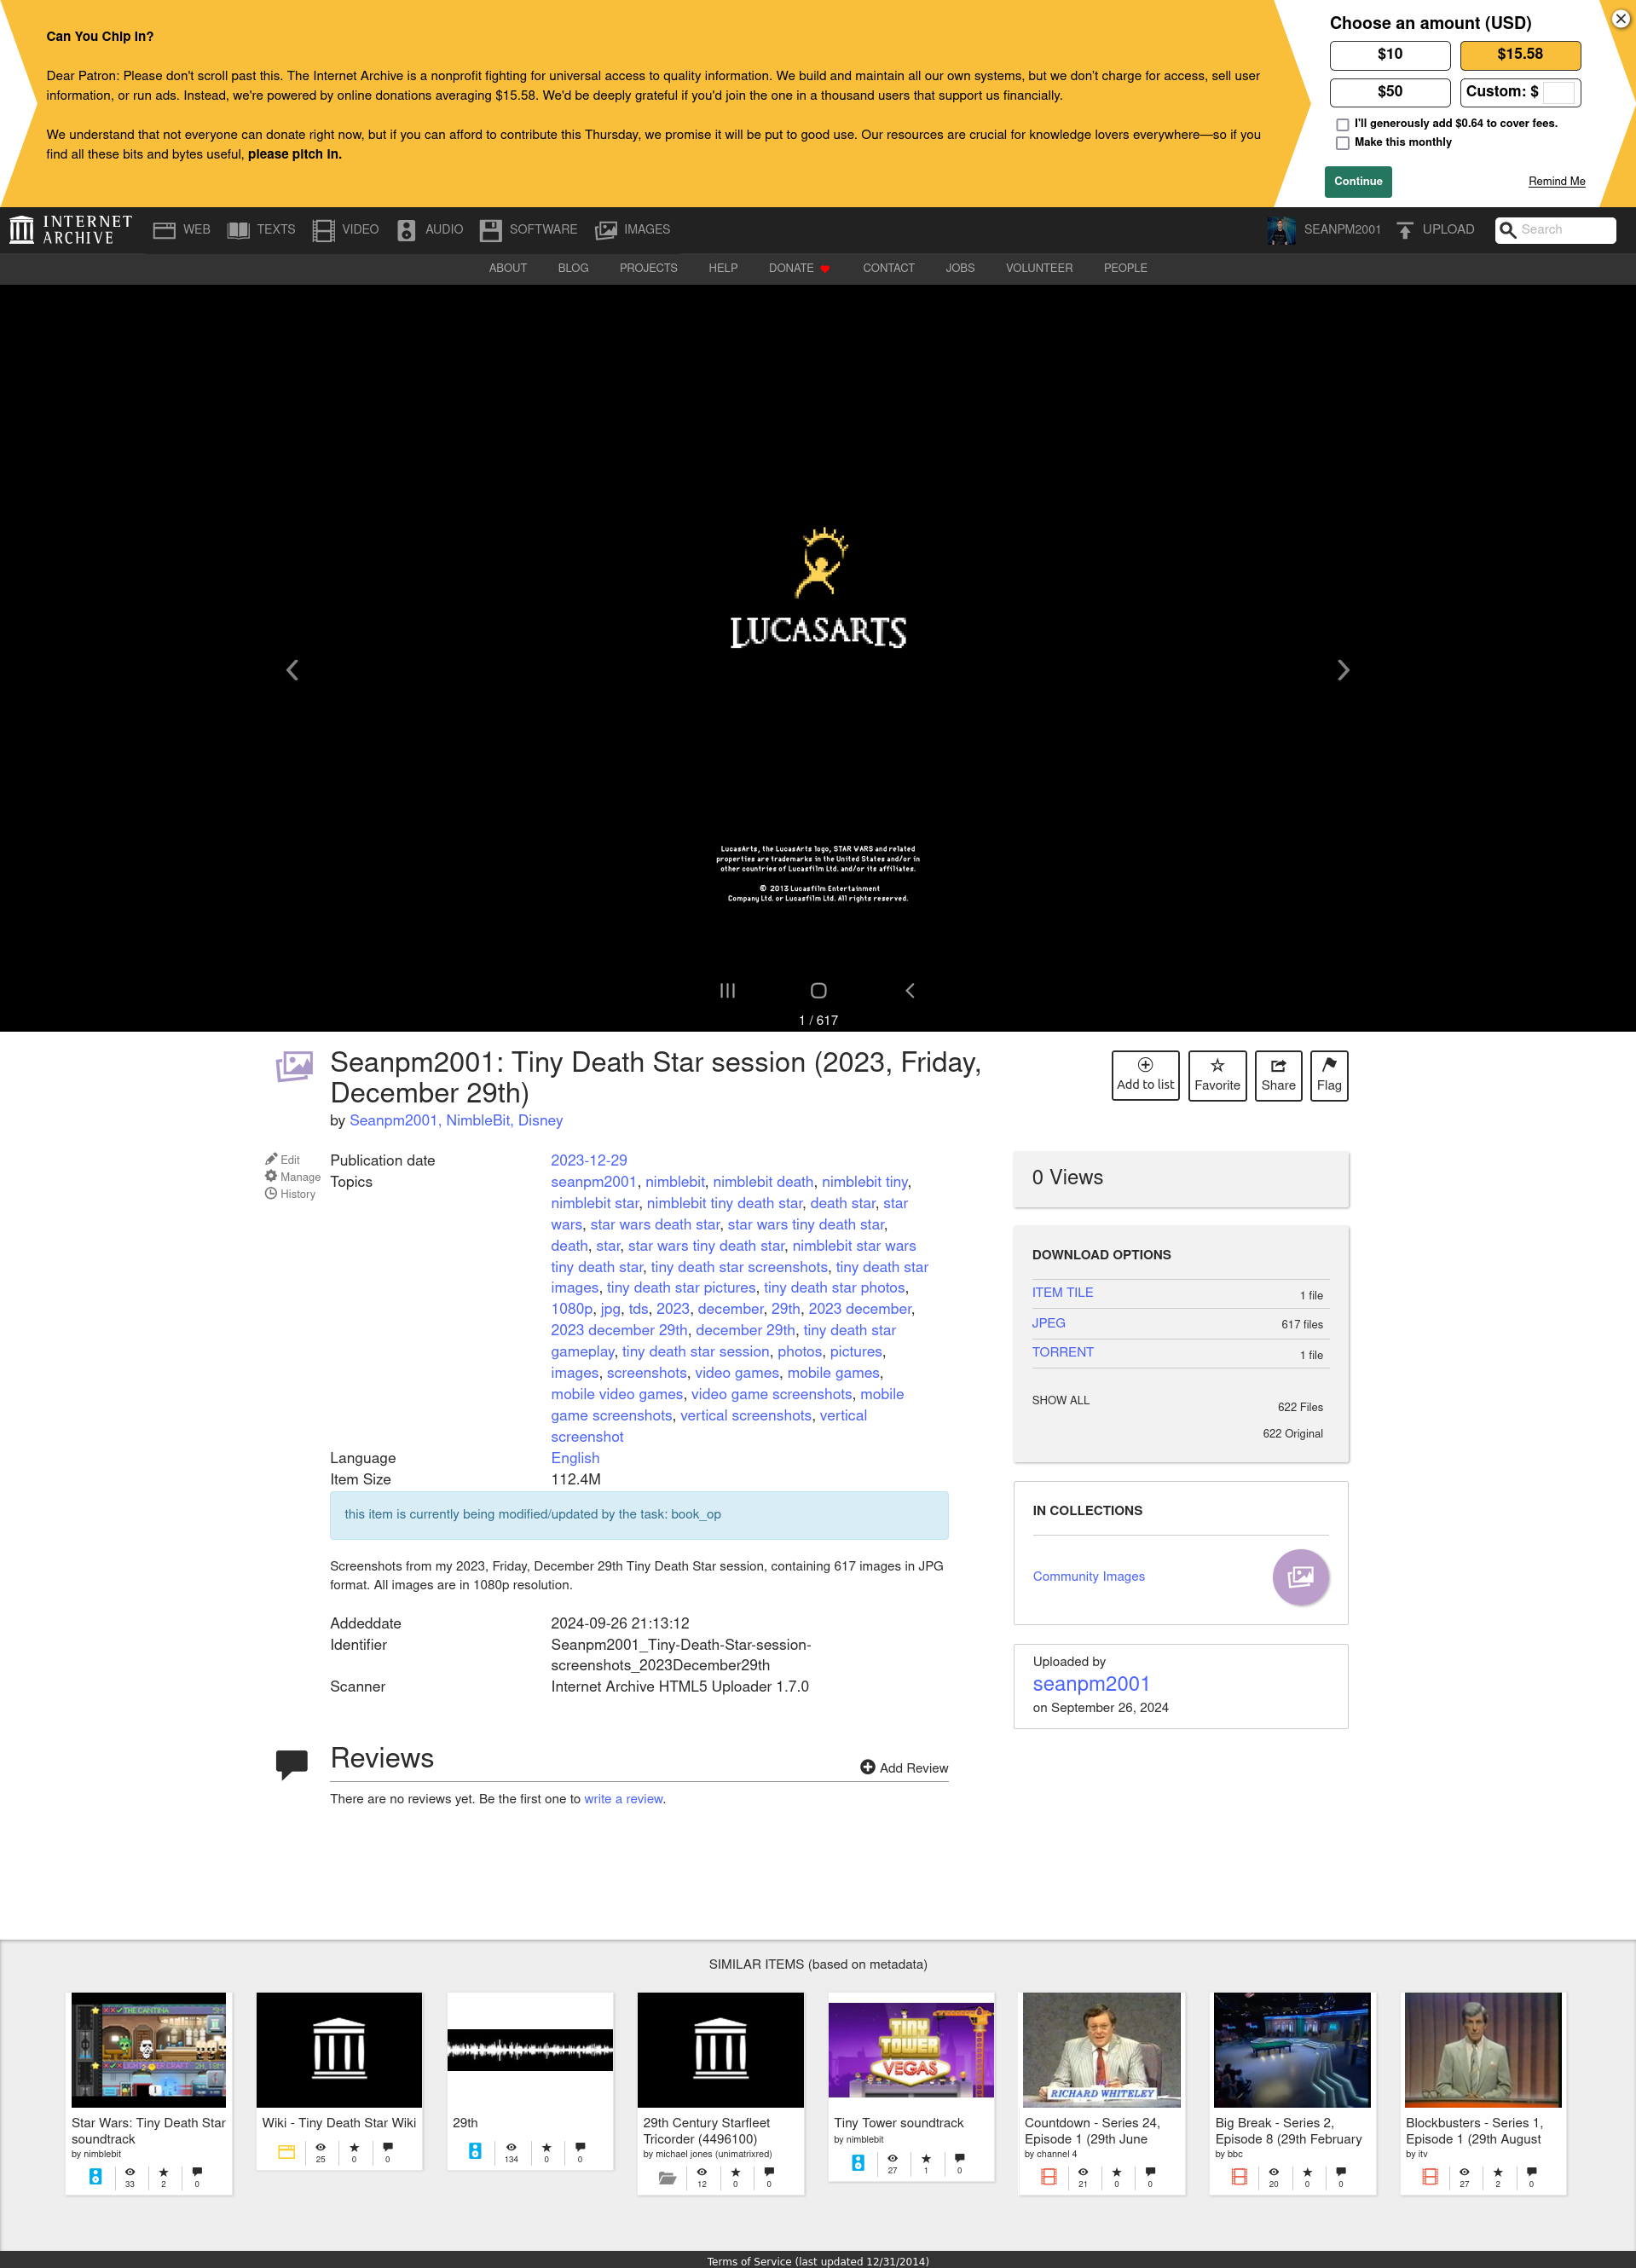 Can You Chip In?
Dear Patron: Please don't scroll past this. The Internet Archive is a nonprofit fighting for universal access to quality information. We build and maintain all our own systems, but we don't charge for access, sell user
information, or run ads. Instead, we're powered by online donations averaging $15.58. We'd be deeply grateful if you'd join the one in a thousand users that support us financially.
We understand that not everyone can donate right now, but if you can afford to contribute this Thursday, we promise it will be put to good use. Our resources are crucial for knowledge lovers everywhere—so if you
find all these bits and bytes useful, please pitch in.
Choose an amount (USD)
$10 $15.58
$50 Custom: $
I'll generously add $0.64 to cover fees.
Make this monthly
Continue Remind Me
INTERNET ARCHIVE WEB TEXTS VIDEO AUDIO SOFTWARE IMAGES SEANPM2001 UPLOAD Search
ABOUT BLOG PROJECTS HELP DONATE CONTACT JOBS VOLUNTEER PEOPLE
LUCASARTS
LucasArts, the LucasArts logo, STAR WARS and related
properties are trademarks in the United States and/or in
other countries of Lucasfilm Ltd. and/or its affiliates.
© 2013 Lucasfilm Entertainment
Company Ltd. or Lucasfilm Ltd. All rights reserved.
1 / 617
Seanpm2001: Tiny Death Star session (2023, Friday,
December 29th)
by Seanpm2001, NimbleBit, Disney
Add to list Favorite Share Flag
Edit
Manage
History
Publication date 2023-12-29
Topics seanpm2001, nimblebit, nimblebit death, nimblebit tiny,
nimblebit star, nimblebit tiny death star, death star, star
wars, star wars death star, star wars tiny death star,
death, star, star wars tiny death star, nimblebit star wars
tiny death star, tiny death star screenshots, tiny death star
images, tiny death star pictures, tiny death star photos,
1080p, jpg, tds, 2023, december, 29th, 2023 december,
2023 december 29th, december 29th, tiny death star
gameplay, tiny death star session, photos, pictures,
images, screenshots, video games, mobile games,
mobile video games, video game screenshots, mobile
game screenshots, vertical screenshots, vertical
screenshot
Language English
Item Size 112.4M
this item is currently being modified/updated by the task: book_op
Screenshots from my 2023, Friday, December 29th Tiny Death Star session, containing 617 images in JPG
format. All images are in 1080p resolution.
Addeddate 2024-09-26 21:13:12
Identifier Seanpm2001_Tiny-Death-Star-session-
screenshots_2023December29th
Scanner Internet Archive HTML5 Uploader 1.7.0
0 Views
DOWNLOAD OPTIONS
ITEM TILE 1 file
JPEG 617 files
TORRENT 1 file
SHOW ALL 622 Files
622 Original
IN COLLECTIONS
Community Images
Uploaded by
seanpm2001
on September 26, 2024
Reviews
Add Review
There are no reviews yet. Be the first one to write a review.
SIMILAR ITEMS (based on metadata)
THE CANTINA
Star Wars: Tiny Death Star
soundtrack
by nimblebit
33 2 0
Wiki - Tiny Death Star Wiki
25 0 0
29th
134 0 0
29th Century Starfleet
Tricorder (4496100)
by michael jones (unimatrixred)
12 0 0
TINY
TOWER
VEGAS
Tiny Tower soundtrack
by nimblebit
27 1 0
RICHARD WHITELEY
Countdown - Series 24,
Episode 1 (29th June
by channel 4
21 0 0
Big Break - Series 2,
Episode 8 (29th February
by bbc
20 0 0
Blockbusters - Series 1,
Episode 1 (29th August
by itv
27 2 0
Terms of Service (last updated 12/31/2014)